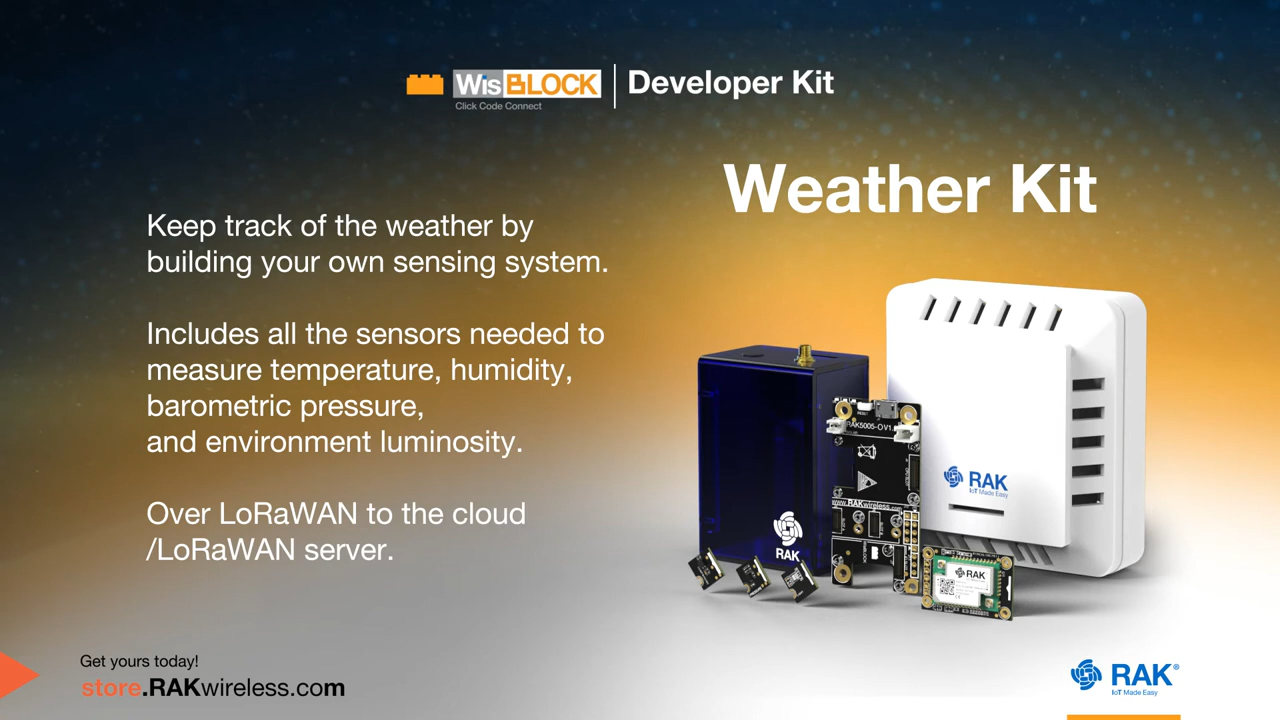 WisBLOCK
Click Code Connect
Developer Kit
Weather Kit
Keep track of the weather by
building your own sensing system.
Includes all the sensors needed to
measure temperature, humidity,
barometric pressure,
and environment luminosity.
Over LoRaWAN to the cloud
/LoRaWAN server.
RAK5005-OV1.
www.RAKwireless.com
RAK
IoT Made Easy
RAK
RAK
Get yours today!
store.RAKwireless.com
RAK®
IoT Made Easy